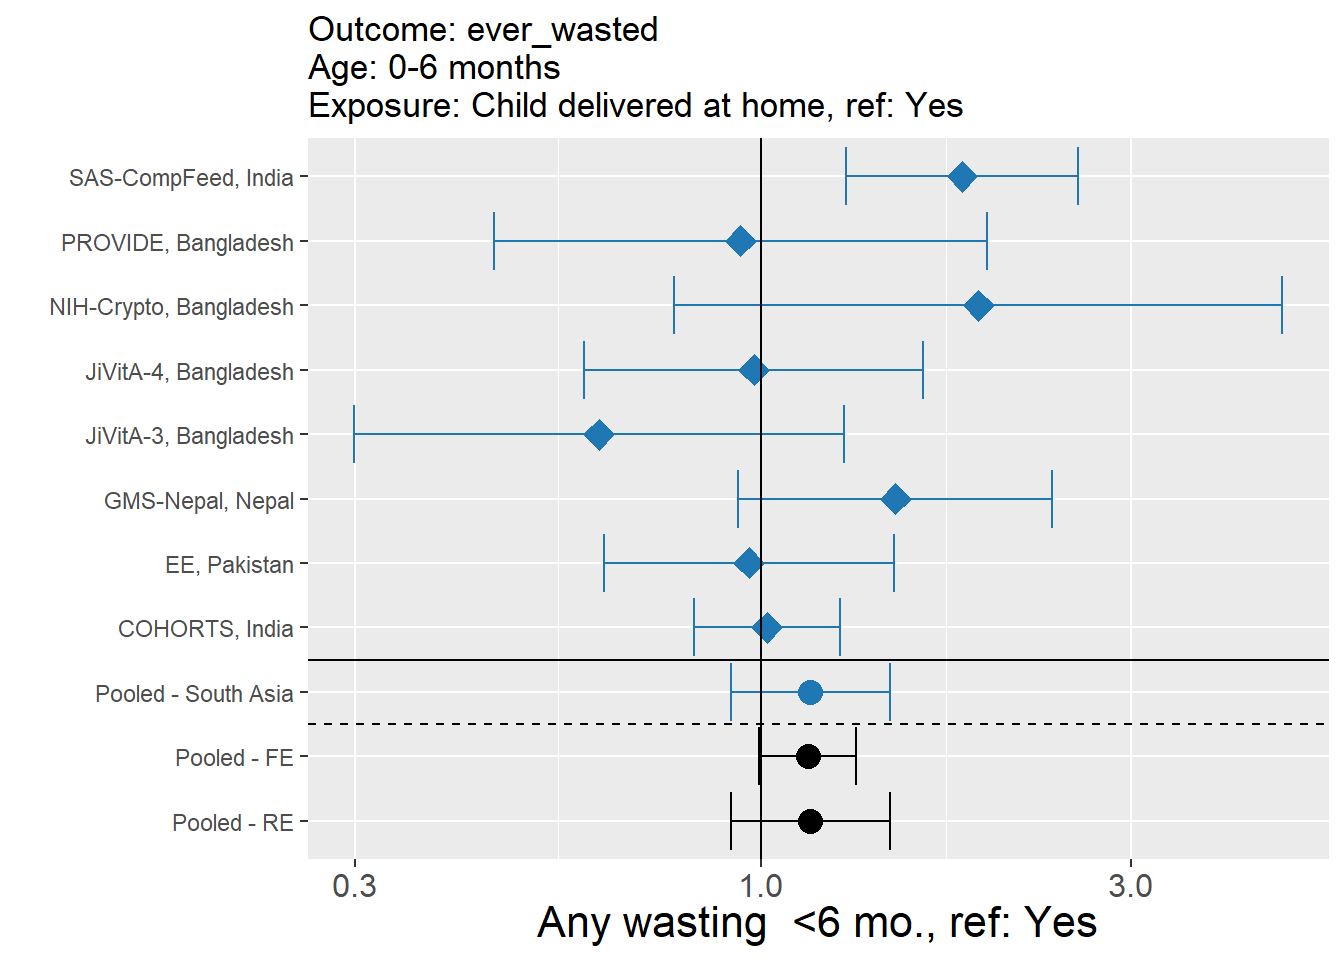 Outcome: ever_wasted
Age: 0-6 months
Exposure: Child delivered at home, ref: Yes
SAS-CompFeed, India
PROVIDE, Bangladesh
NIH-Crypto, Bangladesh
JiVitA-4, Bangladesh
JiVitA-3, Bangladesh
GMS-Nepal, Nepal
EE, Pakistan
COHORTS, India
Pooled - South Asia
Pooled - FE
Pooled - RE
0.3 1.0 3.0
Any wasting  <6 mo., ref: Yes